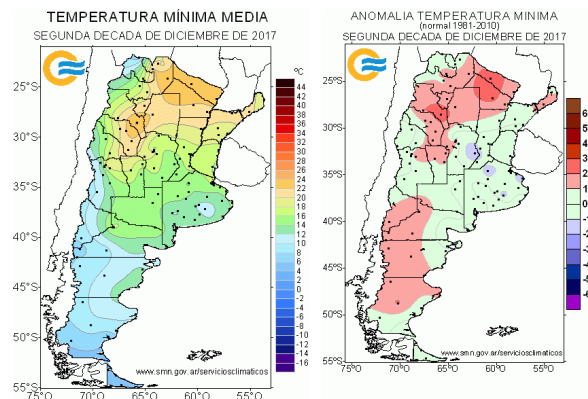 TEMPERATURA MÍNIMA MEDIA
SEGUNDA DECADA DE DICIEMBRE DE 2017
ºC
44
42
40
38
36
34
32
30
28
26
24
22
20
18
16
14
12
10
8
6
4
2
0
-2
-4
-6
-8
-10
-12
-14
-16
20°S
25°S
30°S
35°S
40°S
45°S
50°S
55°S
75°O
70°O
65°O
60°O
55°O
www.smn.gov.ar/serviciosclimaticos
ANOMALIA TEMPERATURA MINIMA
(normal 1981-2010)
SEGUNDA DECADA DE DICIEMBRE DE 2017
20°S
25°S
30°S
35°S
40°S
45°S
50°S
55°S
75°O
70°O
65°O
60°O
55°O
www.smn.gov.ar/serviciosclimaticos